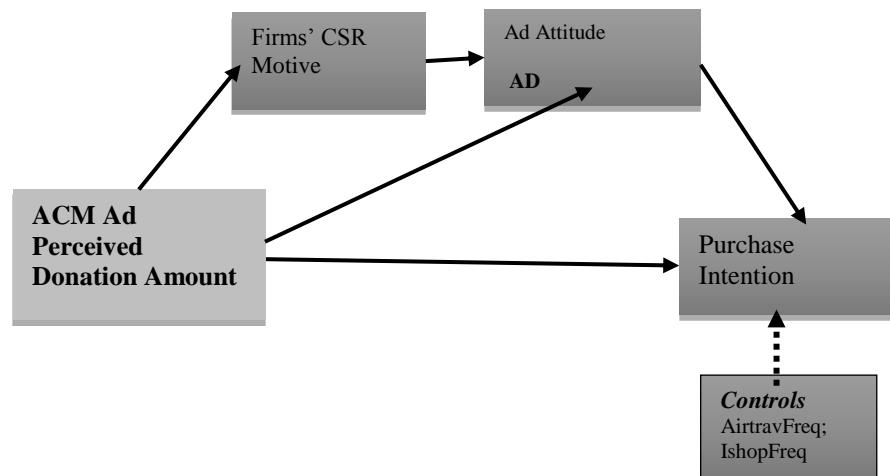 Firms' CSR
Motive
Ad Attitude
AD
ACM Ad
Perceived
Donation Amount
Purchase
Intention
Controls
AirtravFreq;
IshopFreq